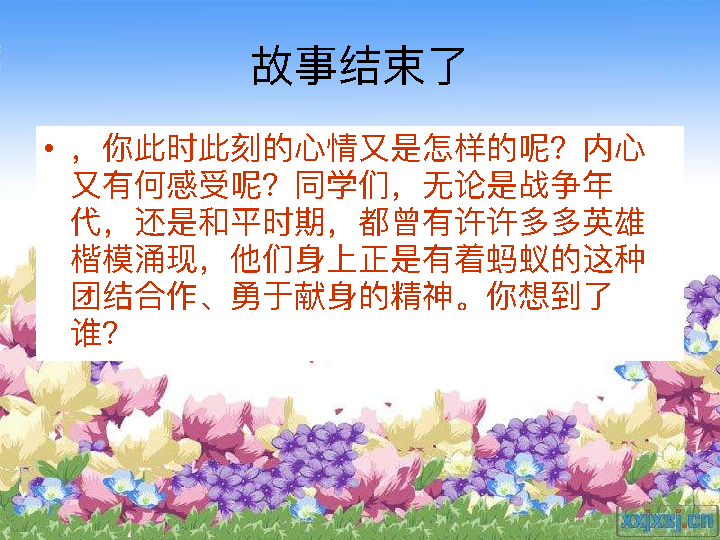 故事结束了
• ，你此时此刻的心情又是怎样的呢？内心
又有何感受呢？同学们，无论是战争年
代，还是和平时期，都曾有许许多多英雄
楷模涌现，他们身上正是有着蚂蚁的这种
团结合作、勇于献身的精神。你想到了
谁？
xxjxsj.cn